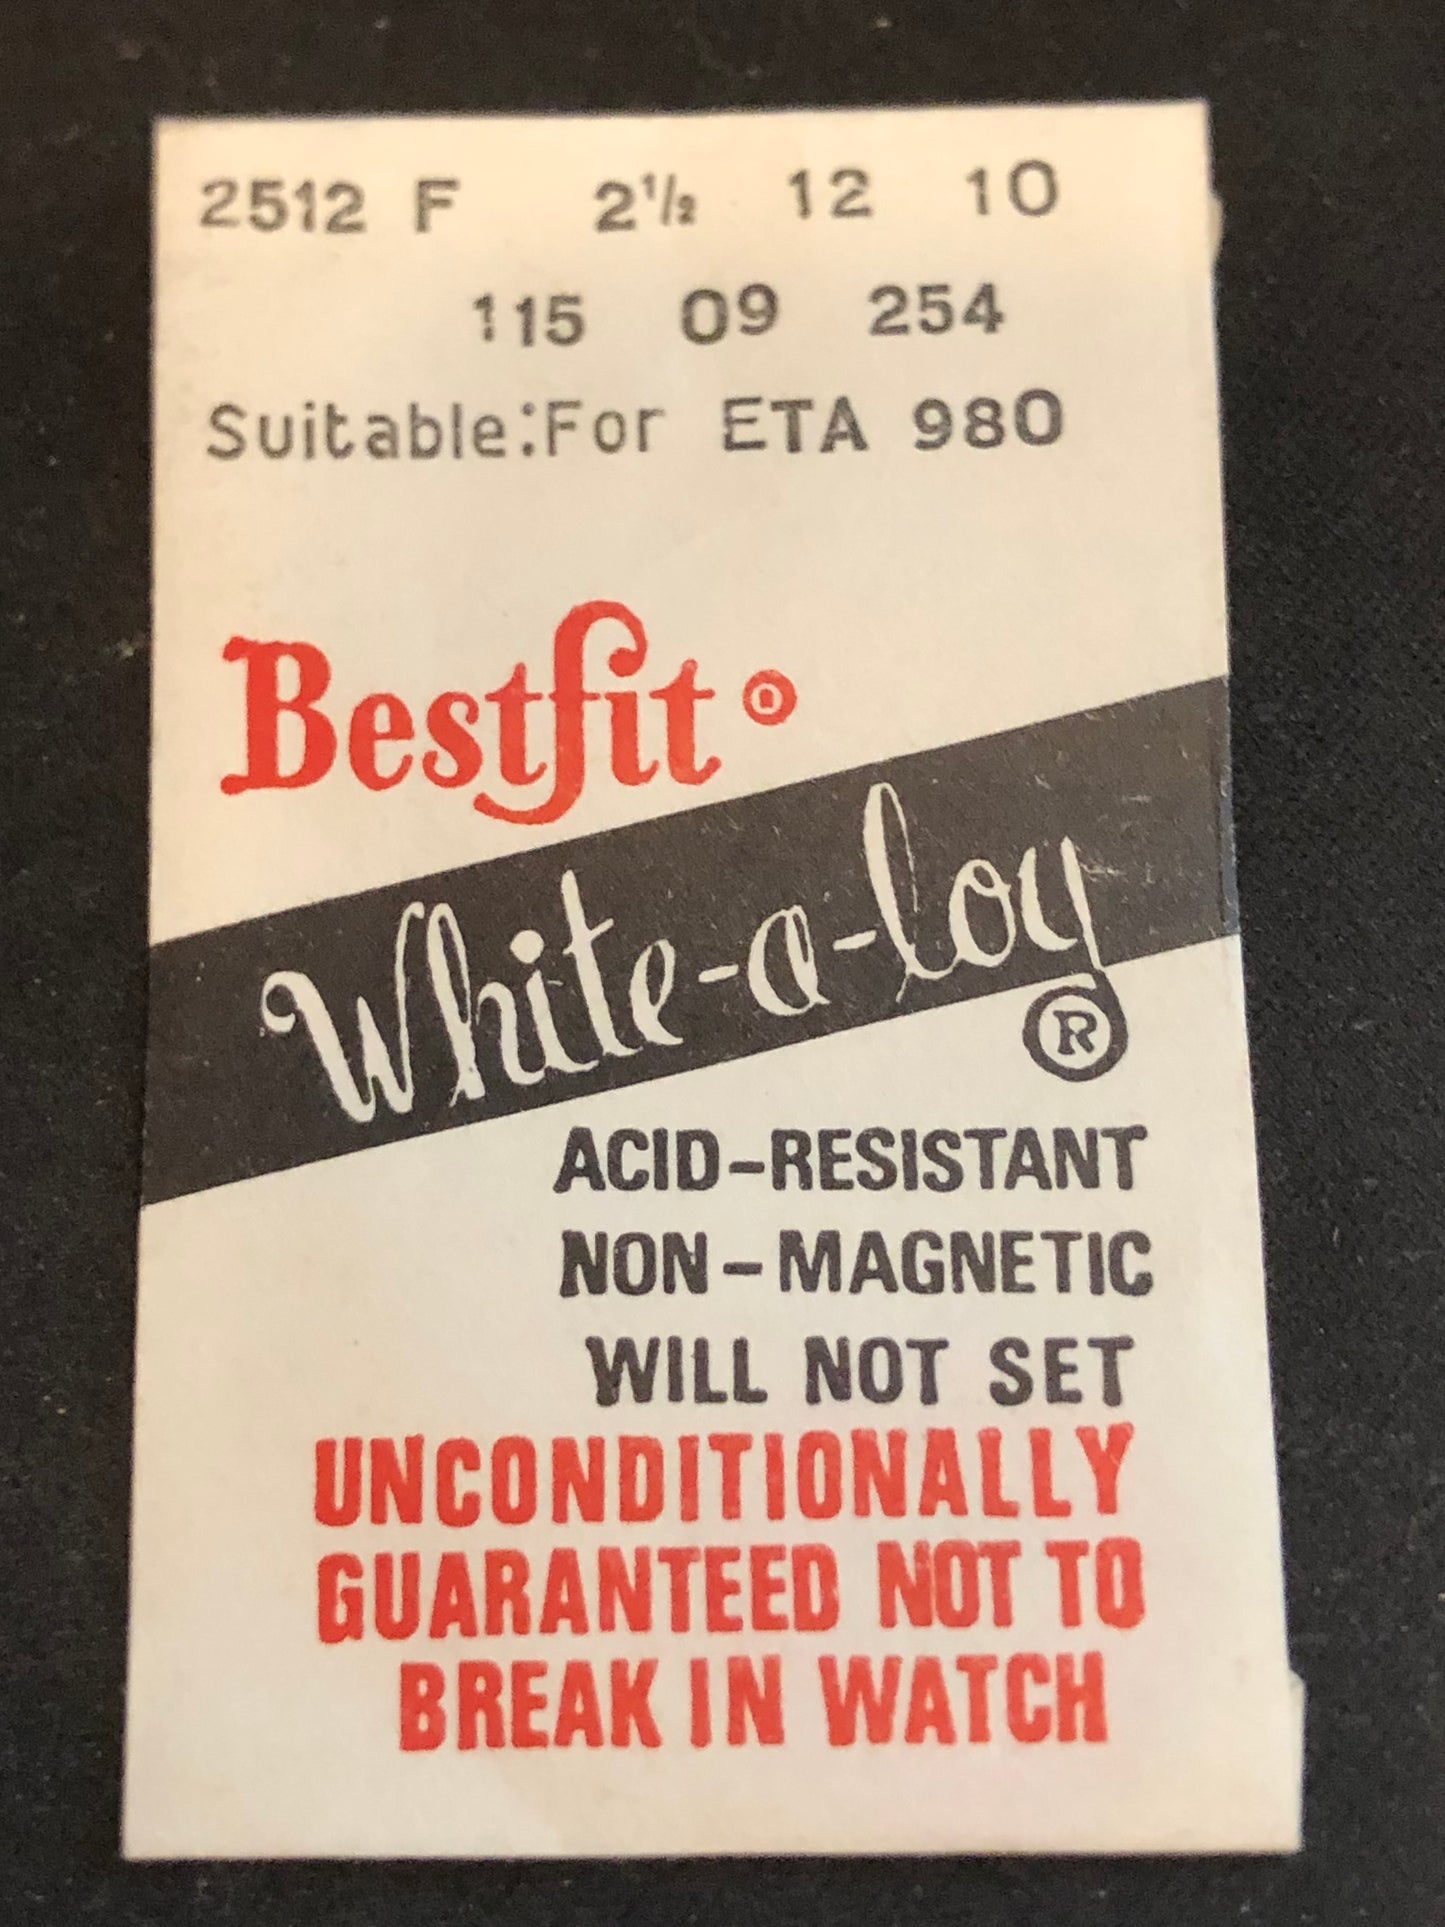 2512 F 2½ 12 10
115 09 254
Suitable:For ETA 980
Bestfit ®
White-a-loy ®
ACID-RESISTANT
NON-MAGNETIC
WILL NOT SET
UNCONDITIONALLY
GUARANTEED NOT TO
BREAK IN WATCH